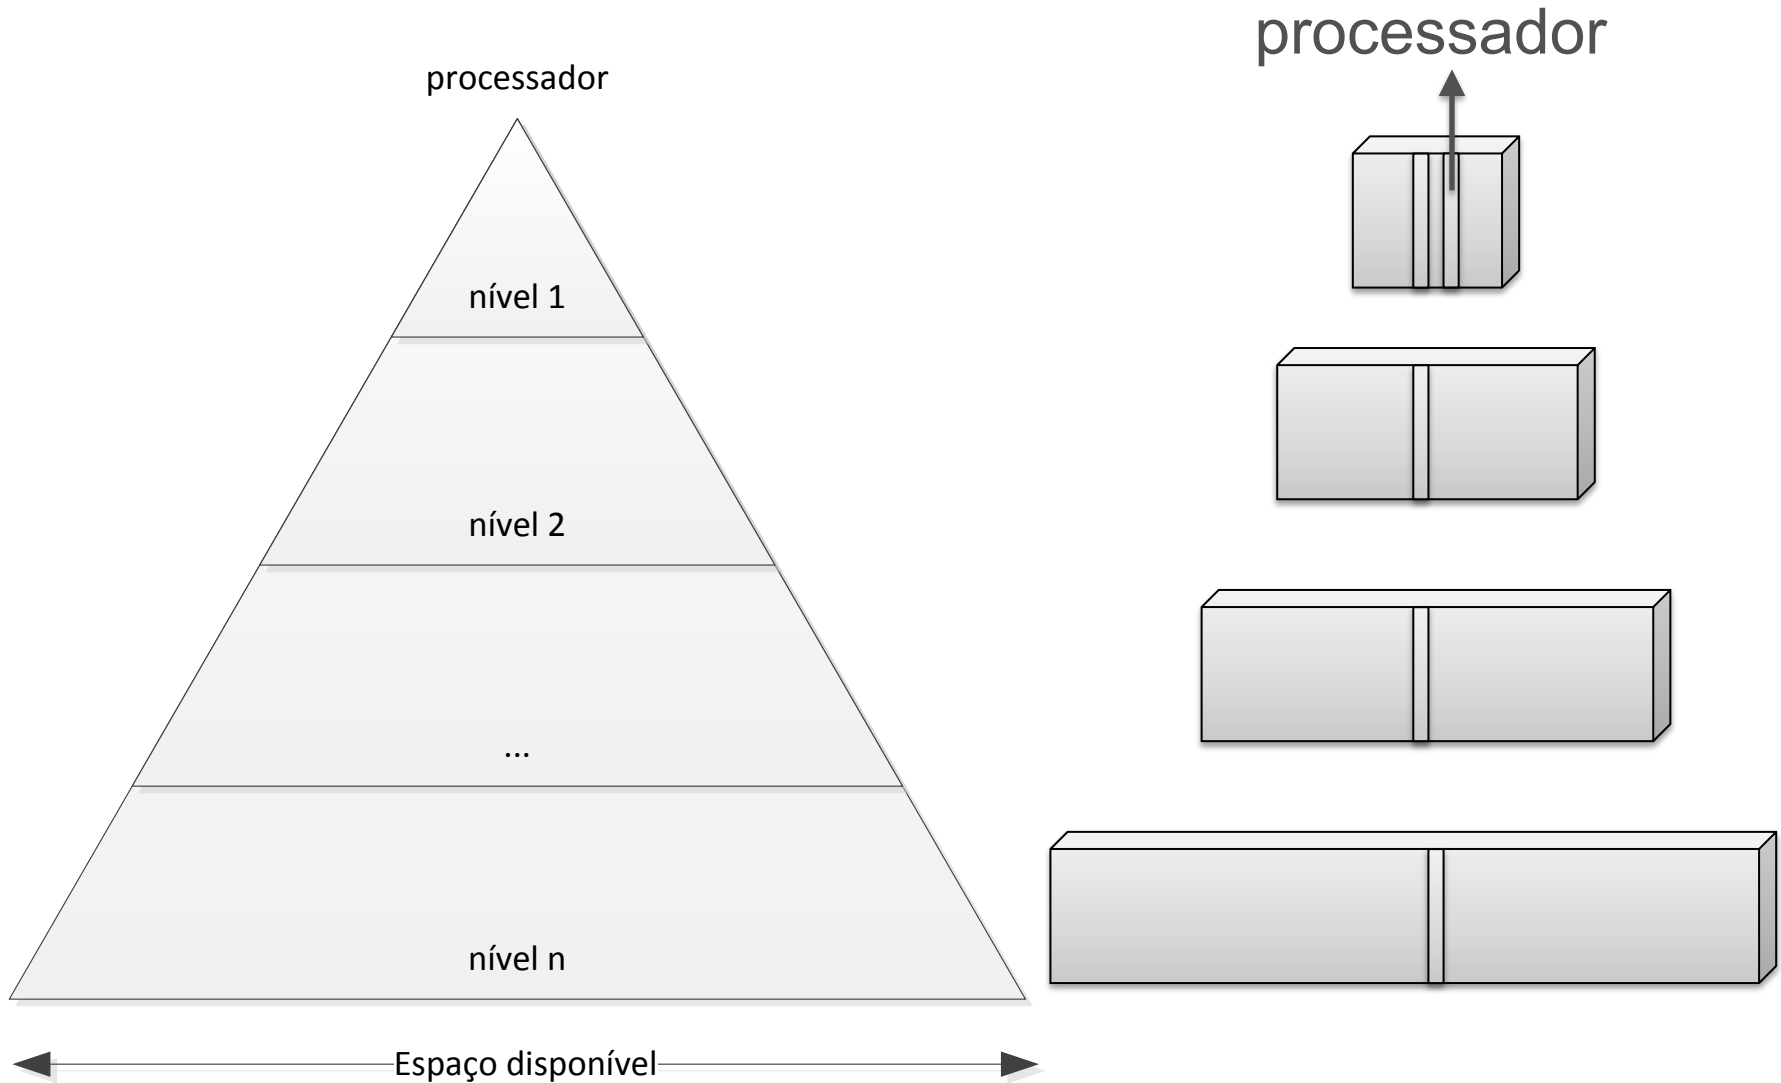 processador
nível 1
nível 2
...
nível n
Espaço disponível
processador